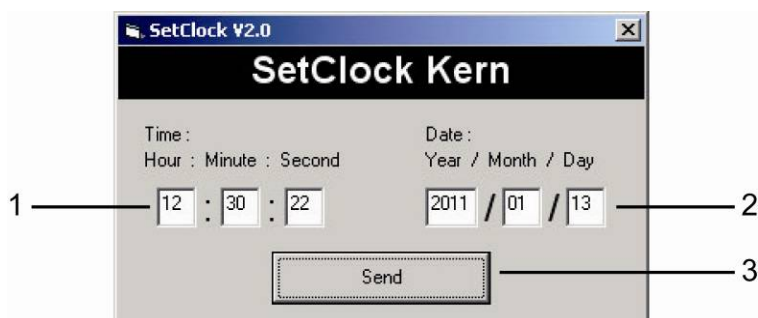 SetClock V2.0
SetClock Kern
Time : Date :
Hour : Minute : Second Year / Month / Day
1 12 : 30 : 22 2011 / 01 / 13 2
Send 3